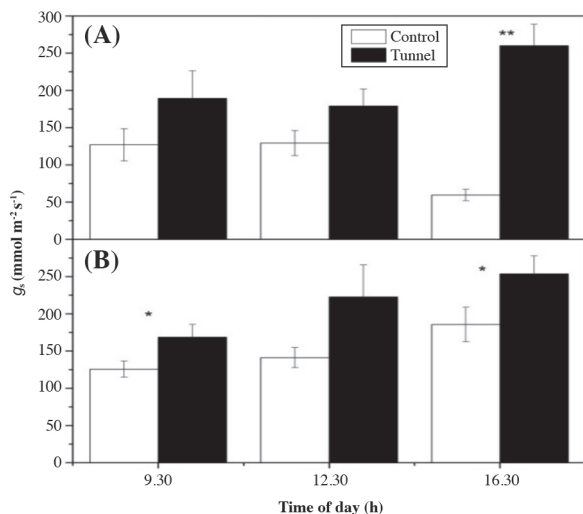 300
250
200
150
100
50
0
(A)
Control
Tunnel
**
250
200
150
100
50
0
(B)
*
*
gs (mmol m-2 s-1)
9.30 12.30 16.30
Time of day (h)